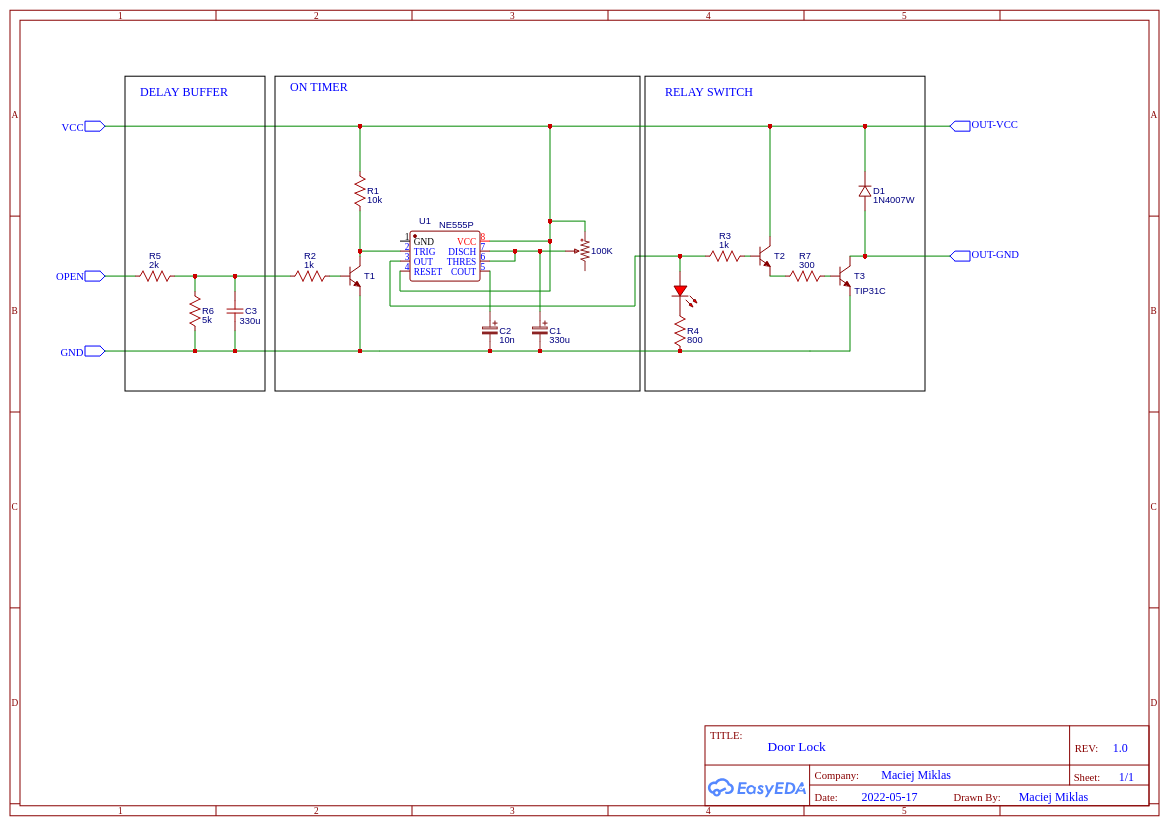 1 2 3 4 5
DELAY BUFFER
ON TIMER
RELAY SWITCH
A A
VCC
OUT-VCC
R1
10k
D1
1N4007W
U1 NE555P
1 GND VCC 8
2 TRIG DISCH 7
3 OUT THRES 6
4 RESET COUT 5
100K
R3
1k
OUT-GND
R5
2k
R2
1k
T2
R7
300
OPEN
T1
T3
TIP31C
R6
5k
C3
330u
B B
C2
10n
C1
330u
R4
800
GND
C C
D D
TITLE:
Door Lock
REV: 1.0
EasyEDA
Company: Maciej Miklas
Sheet: 1/1
Date: 2022-05-17 Drawn By: Maciej Miklas
1 2 3 4 5